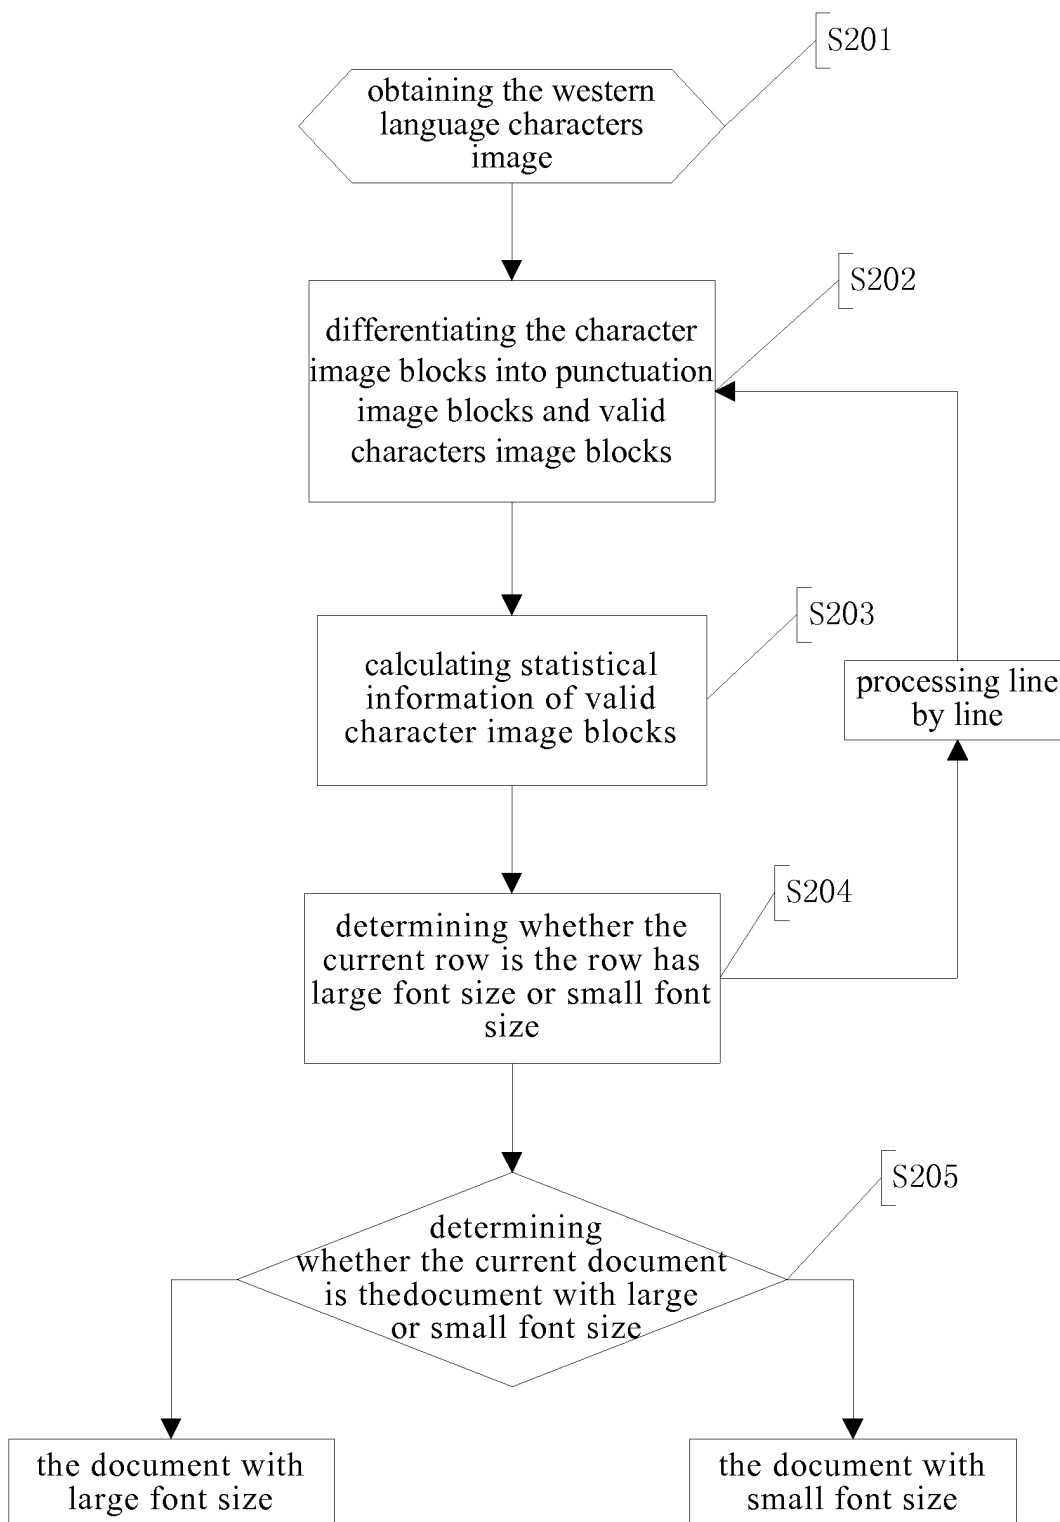 S201
obtaining the western
language characters
image
S202
differentiating the character
image blocks into punctuation
image blocks and valid
characters image blocks
S203
calculating statistical
information of valid
character image blocks
processing line
by line
S204
determining whether the
current row is the row has
large font size or small font
size
S205
determining
whether the current document
is thedocument with large
or small font size
the document with
large font size
the document with
small font size